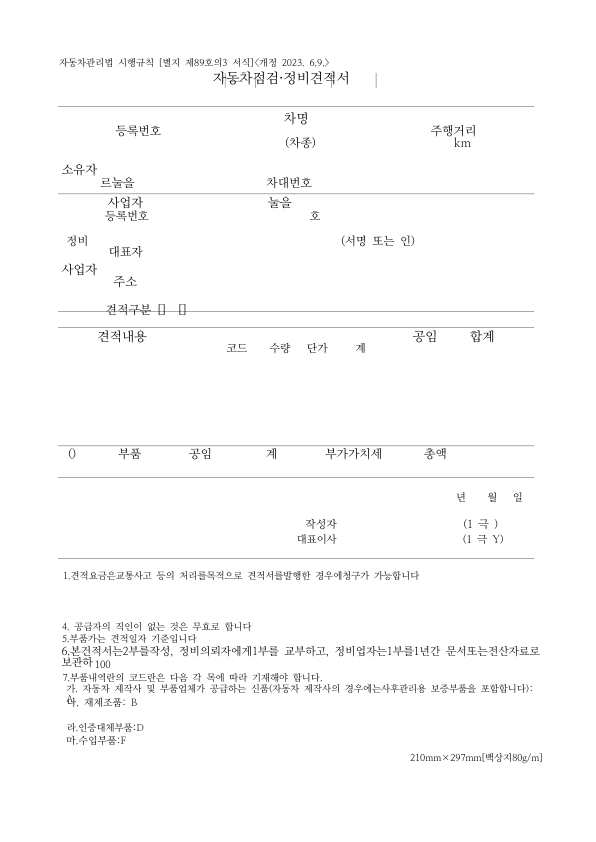 자동차관리법 시행규칙 [별지 제89호의3 서식]<개정 2023. 6.9.>
자동차점검·정비견적서
차명
등록번호 주행거리
(차종) km
소유자
르눌을 차대번호
사업자 눌을
등록번호 호
정비 (서명 또는 인)
대표자
사업자
주소
견적구분 [] []
견적내용 공임 합계
코드 수량 단가 계
() 부품 공임 계 부가가치세 총액
년 월 일
작성자 (1 극 )
대표이사 (1 극 Y)
1.견적요금은교통사고 등의 처리를목적으로 견적서를발행한 경우에청구가 가능합니다
4. 공급자의 직인이 없는 것은 무효로 합니다
5.부품가는 견적일자 기준입니다
6.본견적서는2부를작성, 정비의뢰자에게1부를 교부하고, 정비업자는1부를1년간 문서또는전산자료로
보관하 100
7.부품내역란의 코드란은 다음 각 목에 따라 기재해야 합니다.
가. 자동차 제작사 및 부품업체가 공급하는 신품(자동차 제작사의 경우에는사후관리용 보증부품을 포함합니다):
A
나. 재제조품: B
라.인증대체부품:D
마.수입부품:F
210mm×297mm[백상지80g/m]